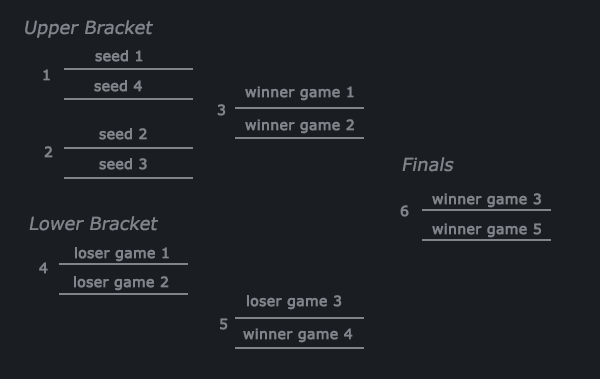 Upper Bracket
1
seed 1
seed 4
2
seed 2
seed 3
3
winner game 1
winner game 2
Lower Bracket
4
loser game 1
loser game 2
5
loser game 3
winner game 4
Finals
6
winner game 3
winner game 5